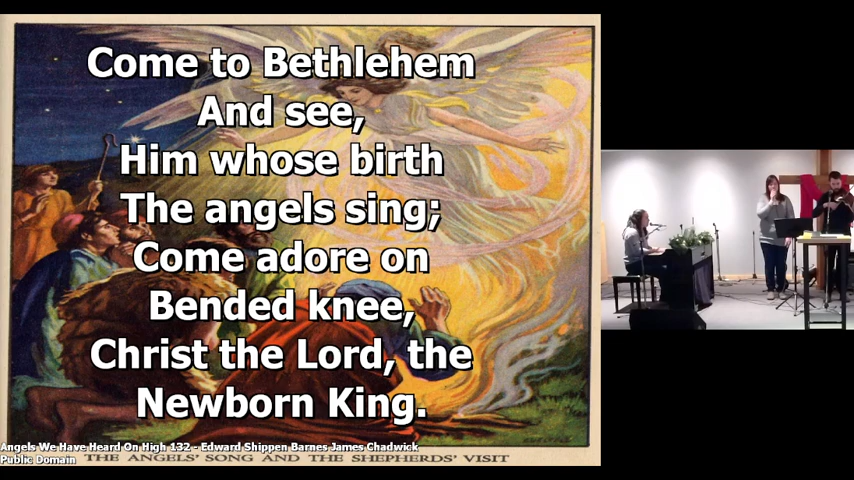 Come to Bethlehem
And see,
Him whose birth
The angels sing;
Come adore on
Bended knee,
Christ the Lord, the
Newborn King.
Angels We Have Heard On High 132 - Edward Shippen Barnes James Chadwick
Public Domain
THE ANGELS' SONG AND THE SHEPHERDS' VISIT